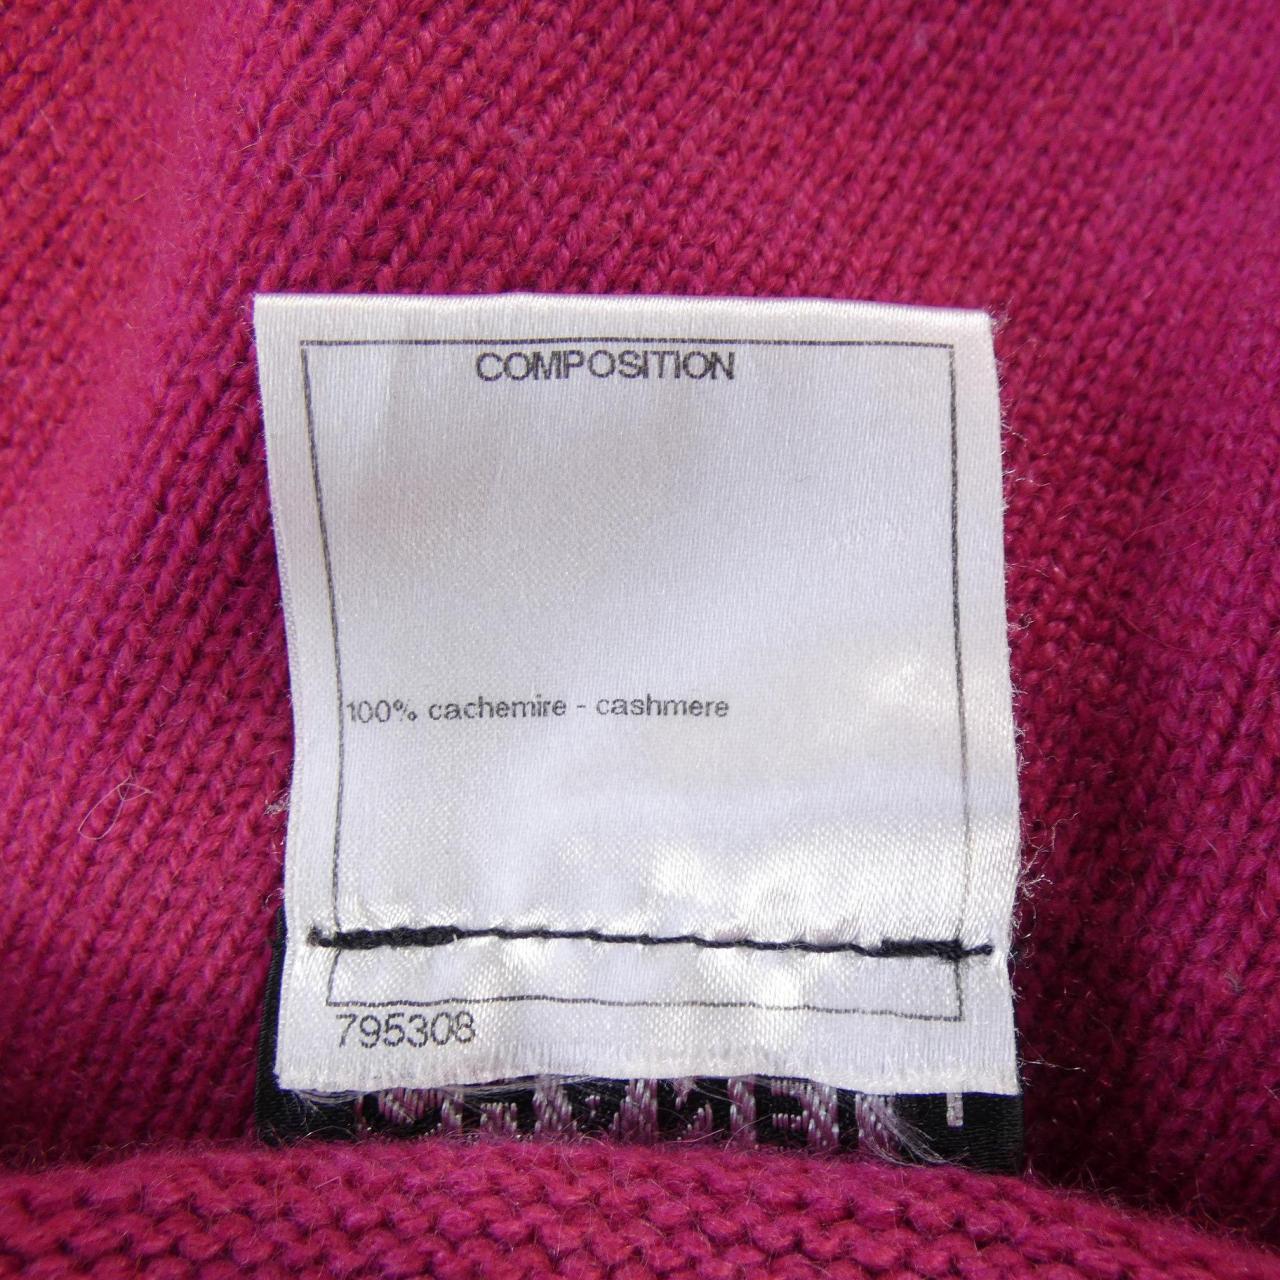 COMPOSITION
100% cachemire - cashmere
795308